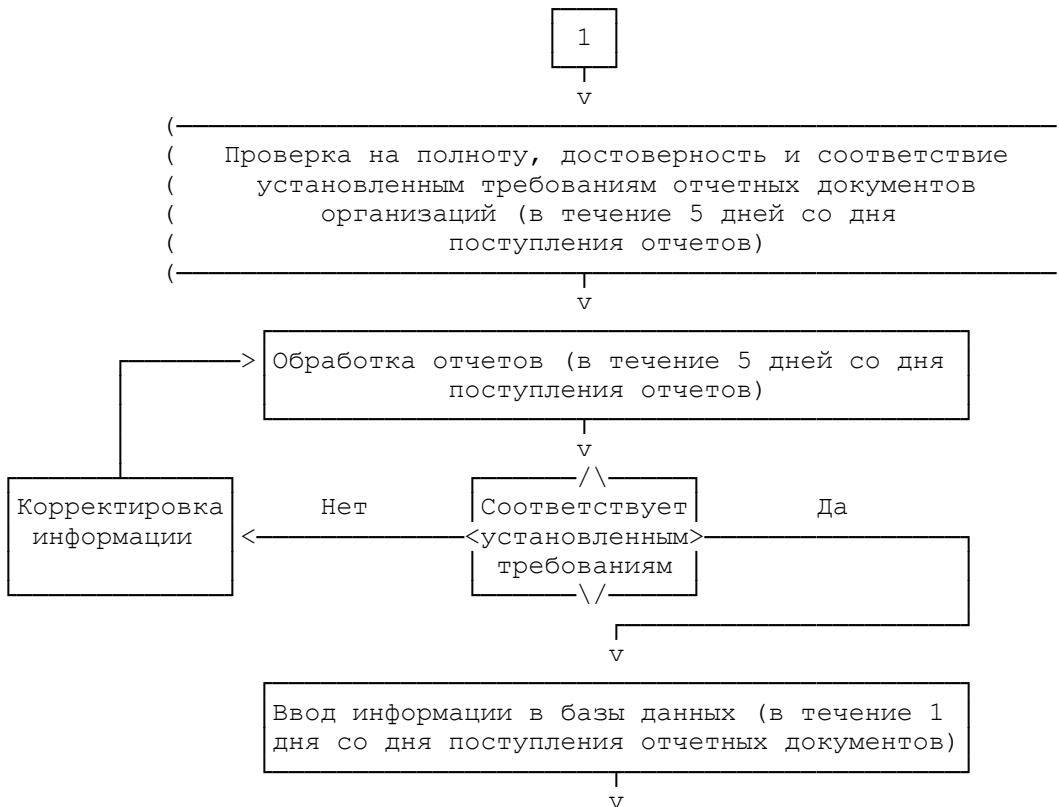 1
Проверка на полноту, достоверность и соответствие
установленным требованиям отчетных документов
организаций (в течение 5 дней со дня
поступления отчетов)
Обработка отчетов (в течение 5 дней со дня
поступления отчетов)
Корректировка
информации
Нет
Соответствует
установленным
требованиям
Да
Ввод информации в базы данных (в течение 1
дня со дня поступления отчетных документов)